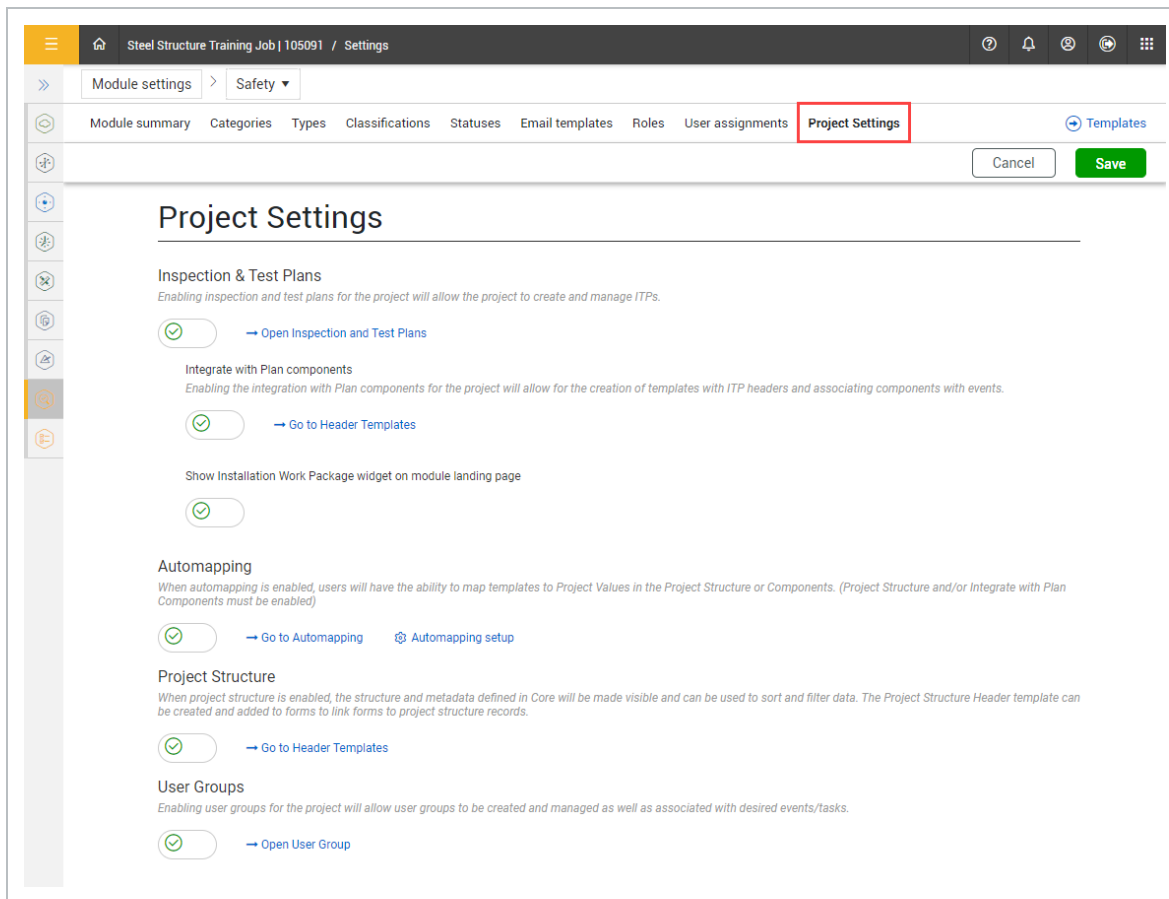 Steel Structure Training Job | 105091 / Settings
Module settings > Safety
Module summary Categories Types Classifications Statuses Email templates Roles User assignments Project Settings Templates
Cancel Save
Project Settings
Inspection & Test Plans
Enabling inspection and test plans for the project will allow the project to create and manage ITPs.
Open Inspection and Test Plans
Integrate with Plan components
Enabling the integration with Plan components for the project will allow for the creation of templates with ITP headers and associating components with events.
Go to Header Templates
Show Installation Work Package widget on module landing page
Automapping
When automapping is enabled, users will have the ability to map templates to Project Values in the Project Structure or Components. (Project Structure and/or Integrate with Plan
Components must be enabled)
Go to Automapping Automapping setup
Project Structure
When project structure is enabled, the structure and metadata defined in Core will be made visible and can be used to sort and filter data. The Project Structure Header template can
be created and added to forms to link forms to project structure records.
Go to Header Templates
User Groups
Enabling user groups for the project will allow user groups to be created and managed as well as associated with desired events/tasks.
Open User Group